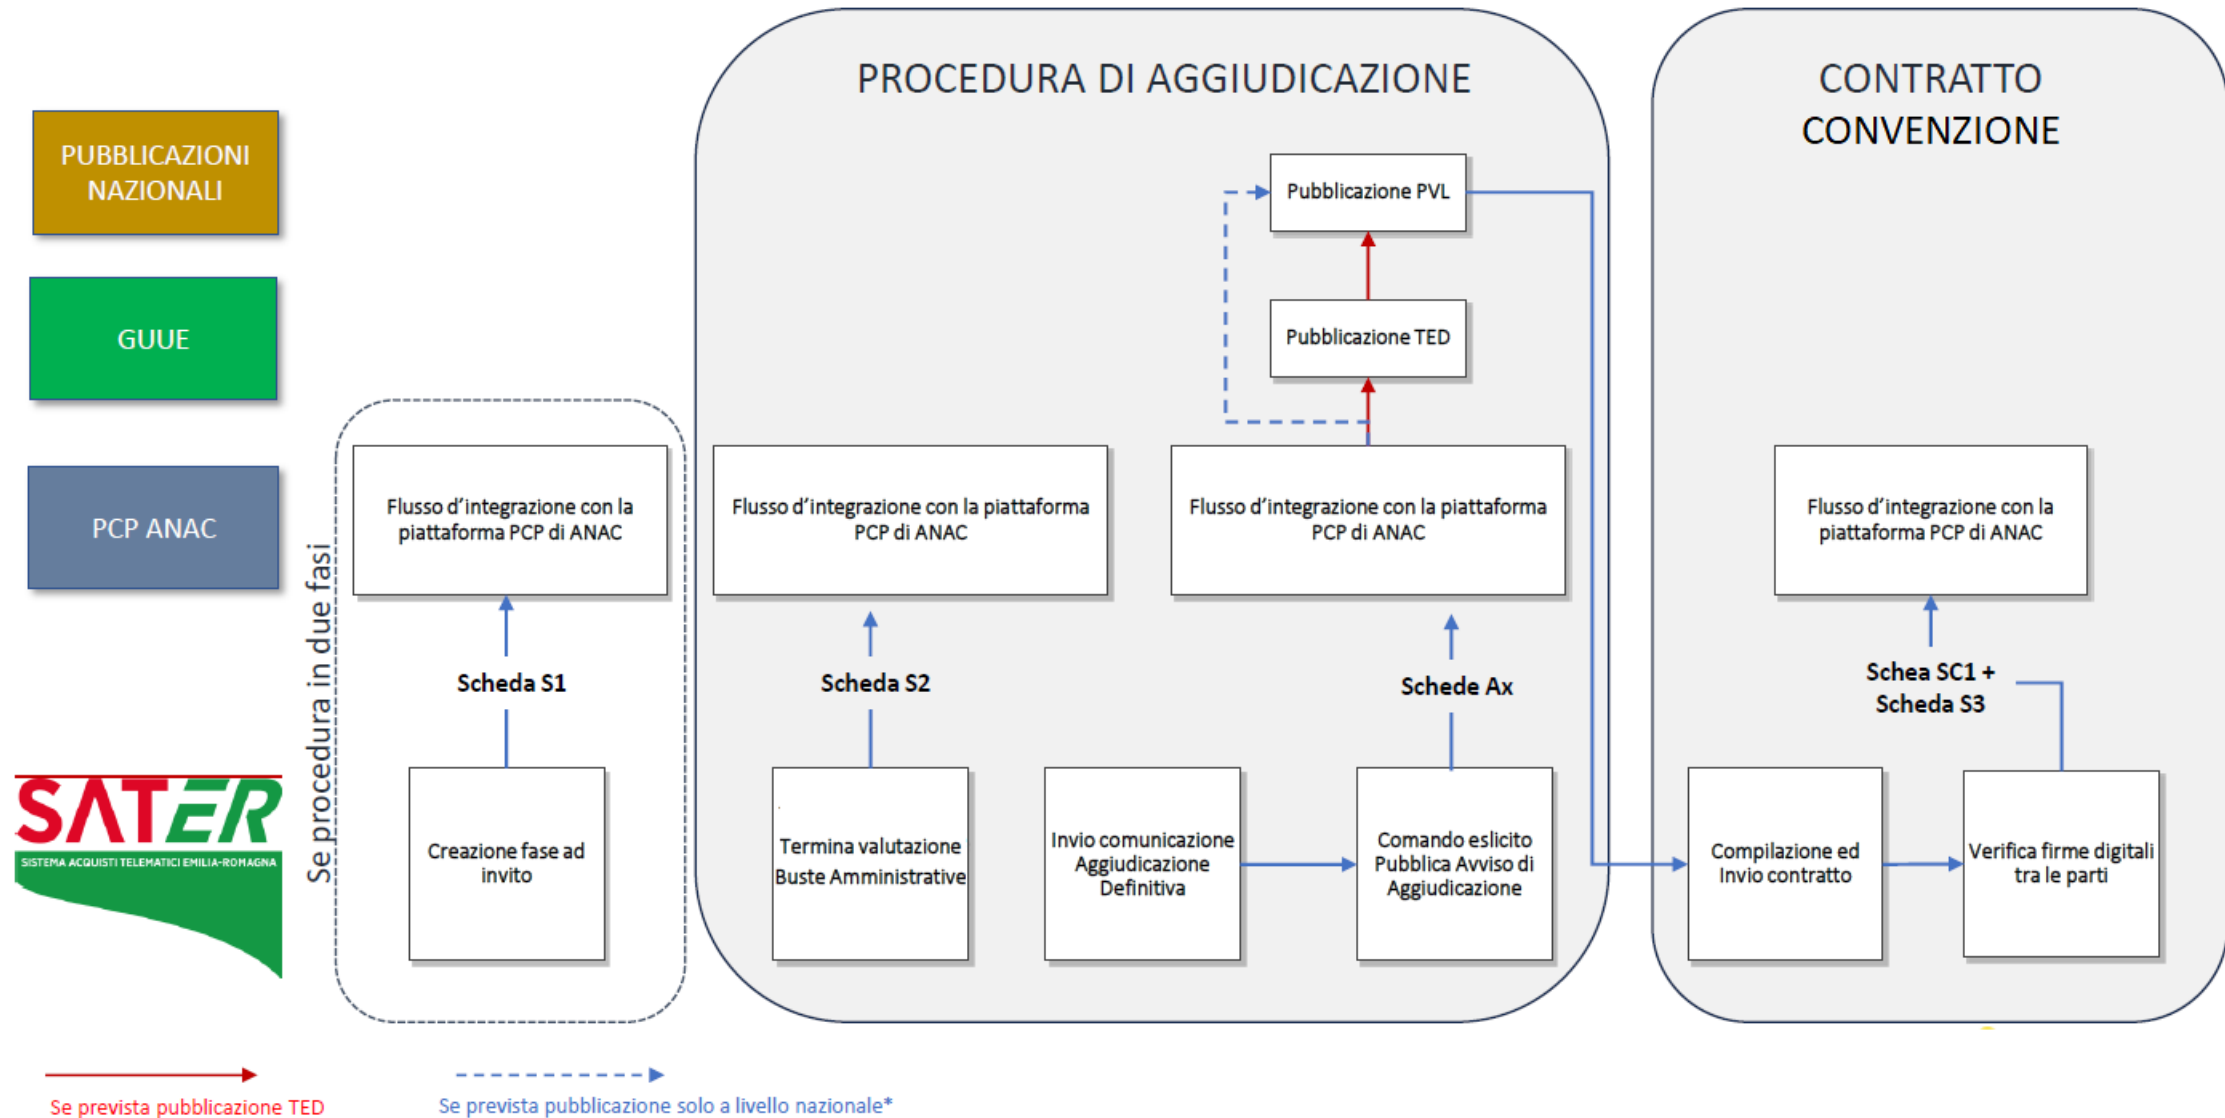 PROCEDURA DI AGGIUDICAZIONE
CONTRATTO
CONVENZIONE
PUBBLICAZIONI
NAZIONALI
GUUE
PCP ANAC
SATER
SISTEMA ACQUISTI TELEMATICI EMILIA-ROMAGNA
Se procedura in due fasi
Flusso d'integrazione con la
piattaforma PCP di ANAC
Scheda S1
Creazione fase ad
invito
Pubblicazione PVL
Pubblicazione TED
Flusso d'integrazione con la piattaforma
PCP di ANAC
Flusso d'integrazione con la piattaforma
PCP di ANAC
Scheda S2
Schede Ax
Termina valutazione
Buste Amministrative
Invio comunicazione
Aggiudicazione
Definitiva
Comando eslicito
Pubblica Avviso di
Aggiudicazione
Flusso d'integrazione con la
piattaforma PCP di ANAC
Schea SC1 +
Scheda S3
Compilazione ed
Invio contratto
Verifica firme digitali
tra le parti
Se prevista pubblicazione TED
Se prevista pubblicazione solo a livello nazionale*